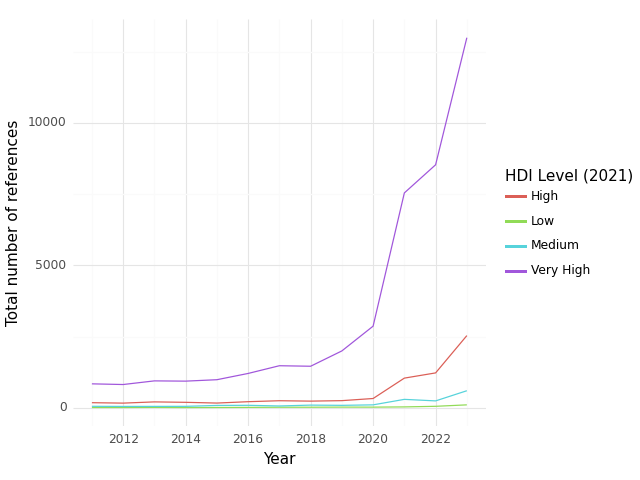 Total number of references
10000
5000
0
2012 2014 2016 2018 2020 2022
Year
HDI Level (2021)
High
Low
Medium
Very High